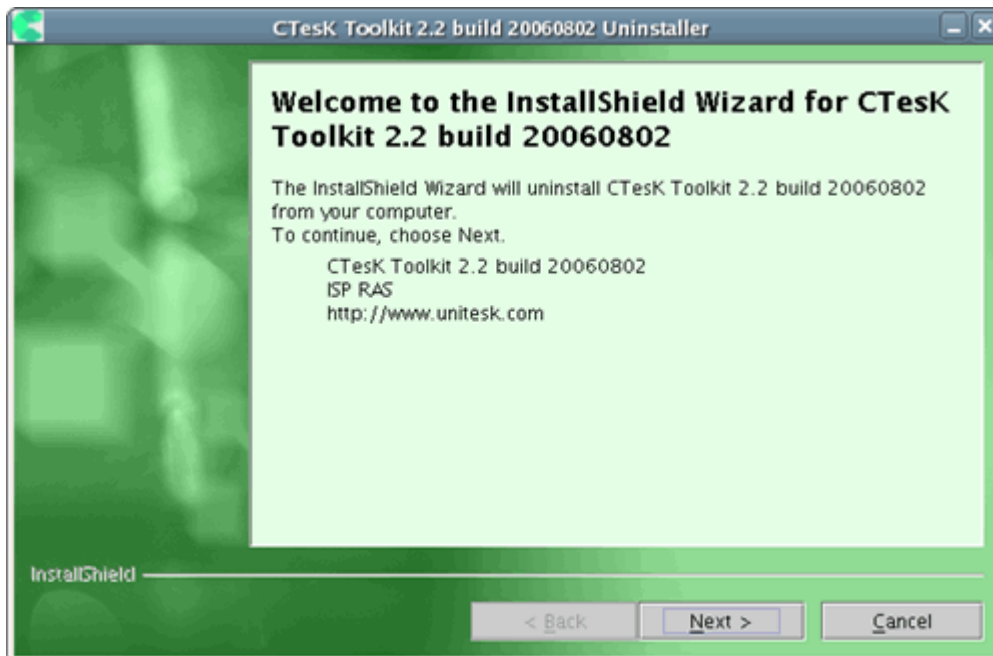 CTesK Toolkit 2.2 build 20060802 Uninstaller
Welcome to the InstallShield Wizard for CTesK
Toolkit 2.2 build 20060802
The InstallShield Wizard will uninstall CTesK Toolkit 2.2 build 20060802
from your computer.
To continue, choose Next.
CTesK Toolkit 2.2 build 20060802
ISP RAS
http://www.unitesk.com
InstallShield
< Back
Next >
Cancel